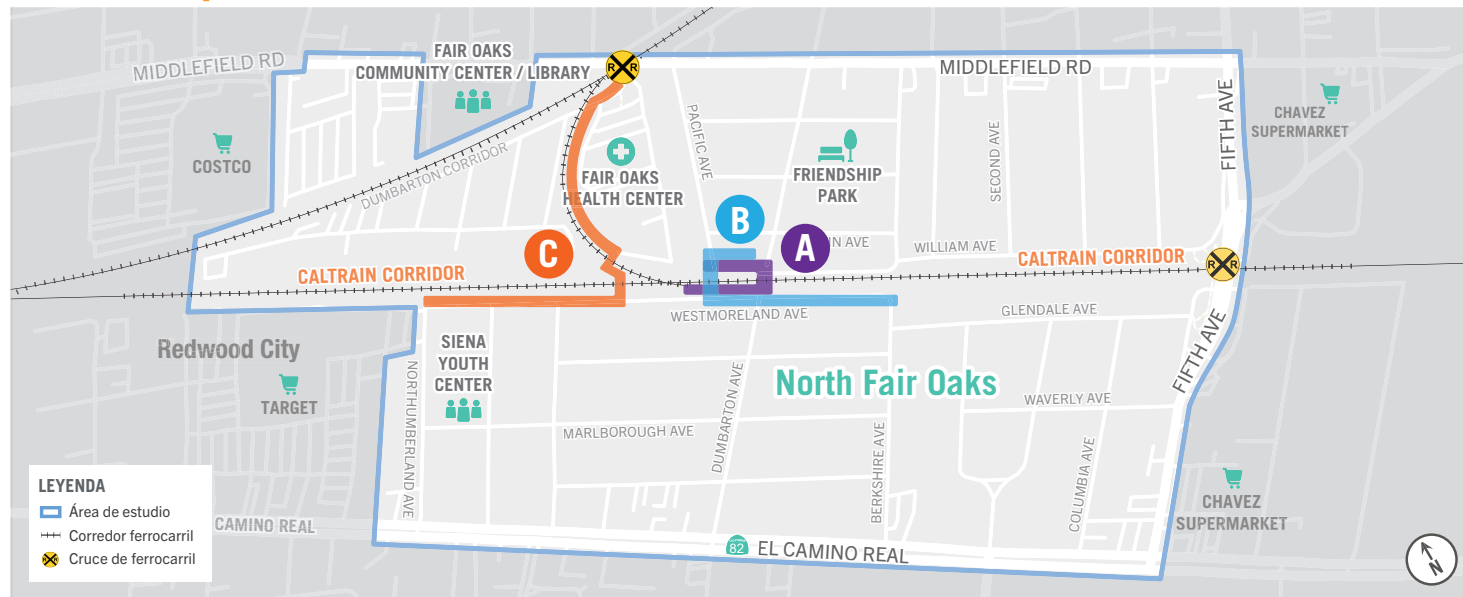 MIDDLEFIELD RD
FAIR OAKS
COMMUNITY CENTER / LIBRARY
R R
MIDDLEFIELD RD
FIFTH AVE
CHAVEZ
SUPERMARKET
COSTCO
DUMBARTON CORRIDOR
PACIFIC AVE
SECOND AVE
FAIR OAKS
HEALTH CENTER
FRIENDSHIP
PARK
B
A
C
IN AVE
WILLIAM AVE
CALTRAIN CORRIDOR
CALTRAIN CORRIDOR
R R
WESTMORELAND AVE
GLENDALE AVE
Redwood City
SIENA
YOUTH
CENTER
TARGET
NORTHUMBERLAND AVE
North Fair Oaks
FIFTH AVE
DUMBARTON AVE
WAVERLY AVE
MARLBOROUGH AVE
BERKSHIRE AVE
COLUMBIA AVE
CHAVEZ
SUPERMARKET
LEYENDA
Área de estudio
Corredor ferrocarril
Cruce de ferrocarril
CAMINO REAL
82
EL CAMINO REAL
N